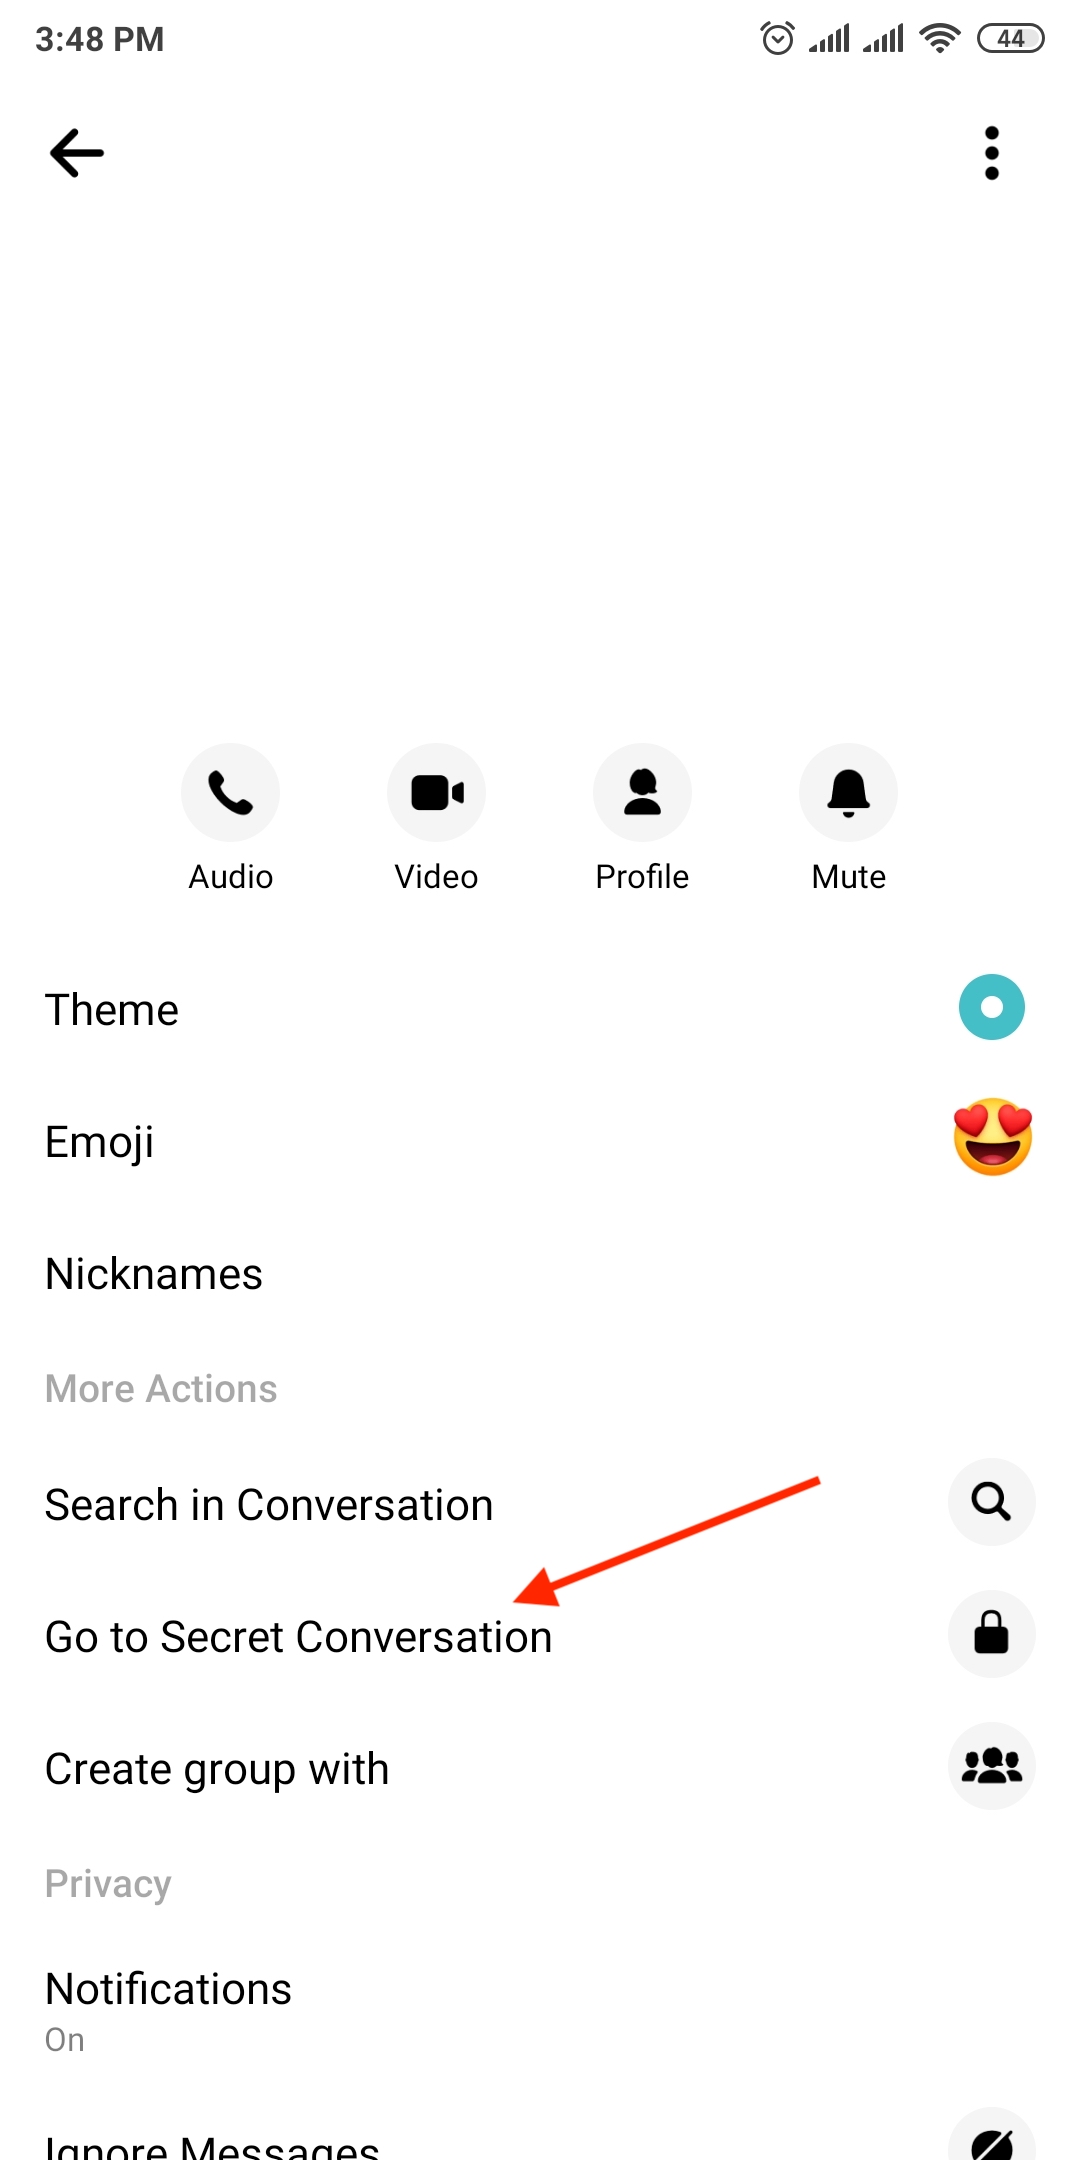 3:48 PM
44
Audio Video Profile Mute
Theme
Emoji
Nicknames
More Actions
Search in Conversation
Go to Secret Conversation
Create group with
Privacy
Notifications
On
Ignore Messages